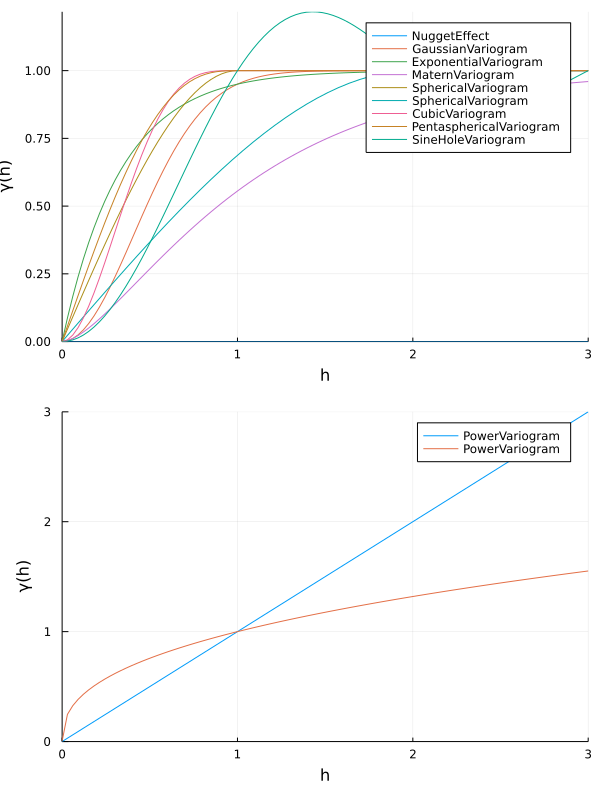 NuggetEffect
GaussianVariogram
ExponentialVariogram
MaternVariogram
SphericalVariogram
SphericalVariogram
CubicVariogram
PentasphericalVariogram
SineHoleVariogram
γ(h)
1.00
0.75
0.50
0.25
0.00
0 1 2 3
h
PowerVariogram
PowerVariogram
γ(h)
3
2
1
0
0 1 2 3
h